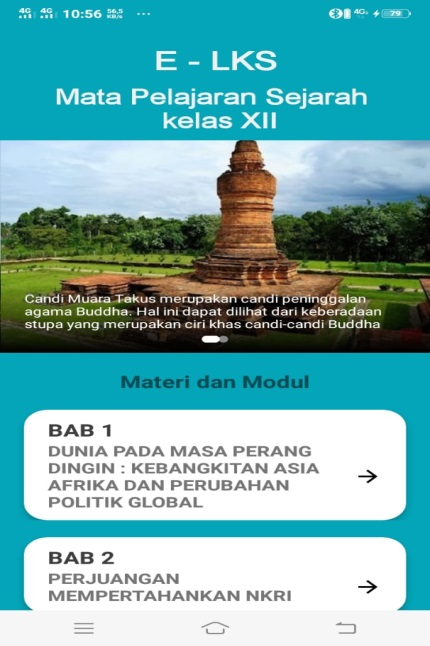 4G 4G 10:56 56,5 KB/s ... 4G 79
E - LKS
Mata Pelajaran Sejarah
kelas XII
Candi Muara Takus merupakan candi peninggalan
agama Buddha. Hal ini dapat dilihat dari keberadaan
stupa yang merupakan ciri khas candi-candi Buddha
Materi dan Modul
BAB 1
DUNIA PADA MASA PERANG
DINGIN : KEBANGKITAN ASIA
AFRIKA DAN PERUBAHAN
POLITIK GLOBAL
BAB 2
PERJUANGAN
MEMPERTAHANKAN NKRI